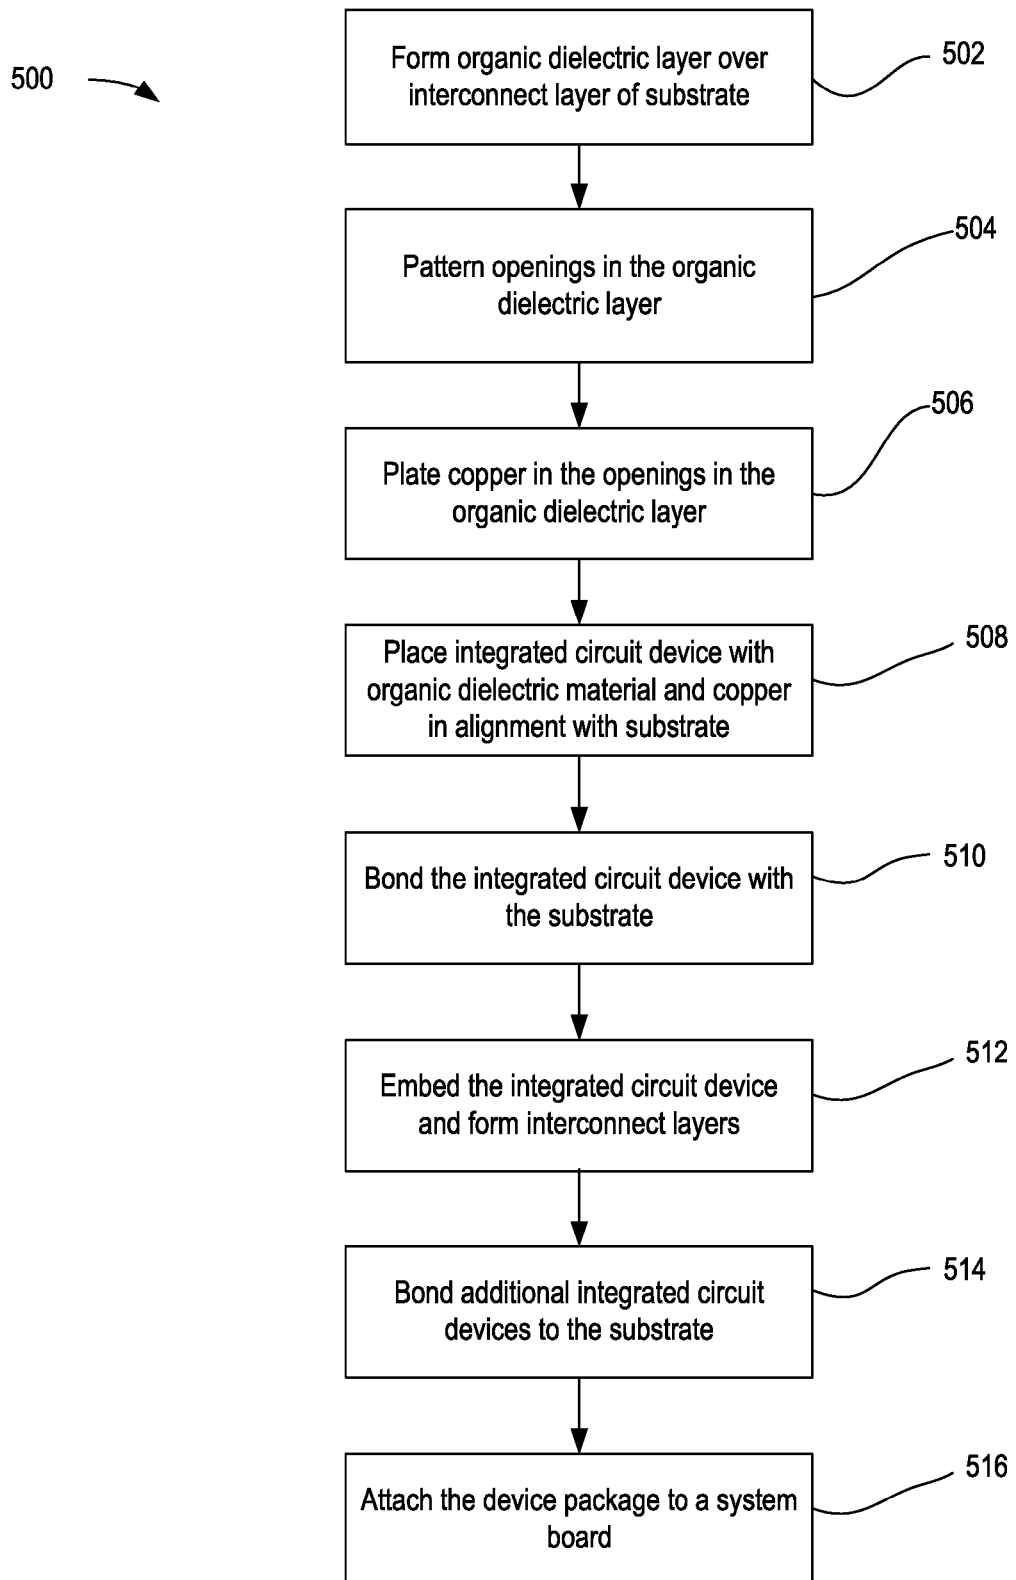 500
Form organic dielectric layer over
interconnect layer of substrate
502
Pattern openings in the organic
dielectric layer
504
Plate copper in the openings in the
organic dielectric layer
506
Place integrated circuit device with
organic dielectric material and copper
in alignment with substrate
508
Bond the integrated circuit device with
the substrate
510
Embed the integrated circuit device
and form interconnect layers
512
Bond additional integrated circuit
devices to the substrate
514
Attach the device package to a system
board
516